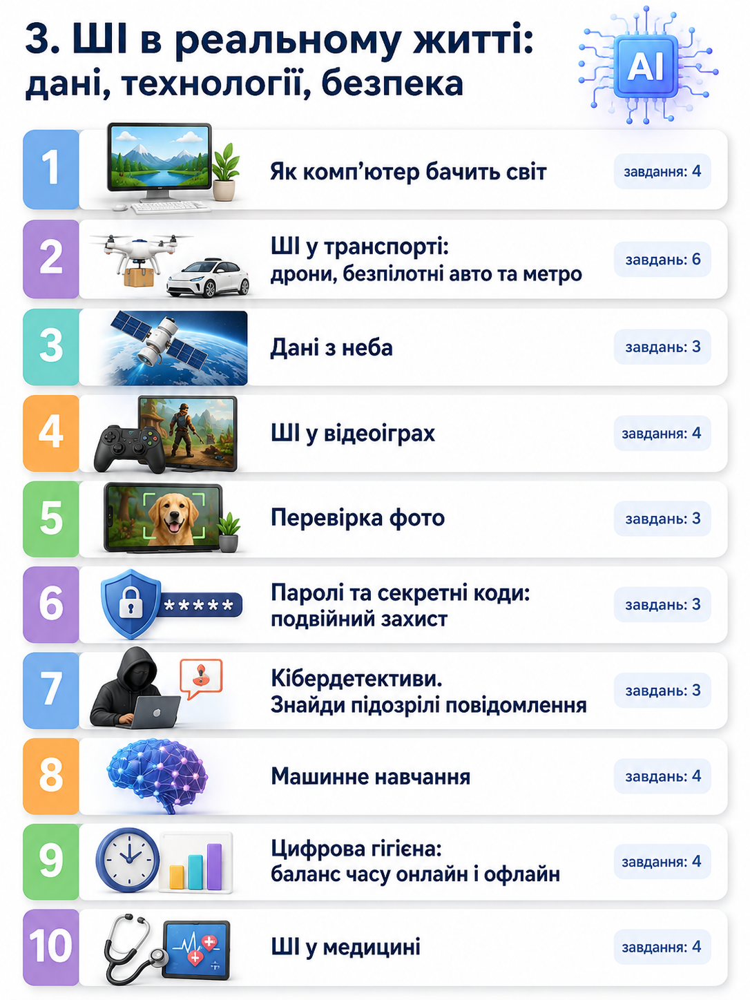 3. ШІ в реальному житті:
дані, технології, безпека
AI
1
Як комп’ютер бачить світ
завдання: 4
2
ШІ у транспорті:
дрони, безпілотні авто та метро
завдань: 6
3
Дані з неба
завдань: 3
4
ШІ у відеоіграх
завдання: 4
5
Перевірка фото
завдань: 3
6
*****
Паролі та секретні коди:
подвійний захист
завдань: 3
7
Кібердетективи.
Знайди підозрілі повідомлення
завдань: 3
8
Машинне навчання
завдань: 4
9
Цифрова гігієна:
баланс часу онлайн і офлайн
завдання: 4
10
ШІ у медицині
завдання: 4